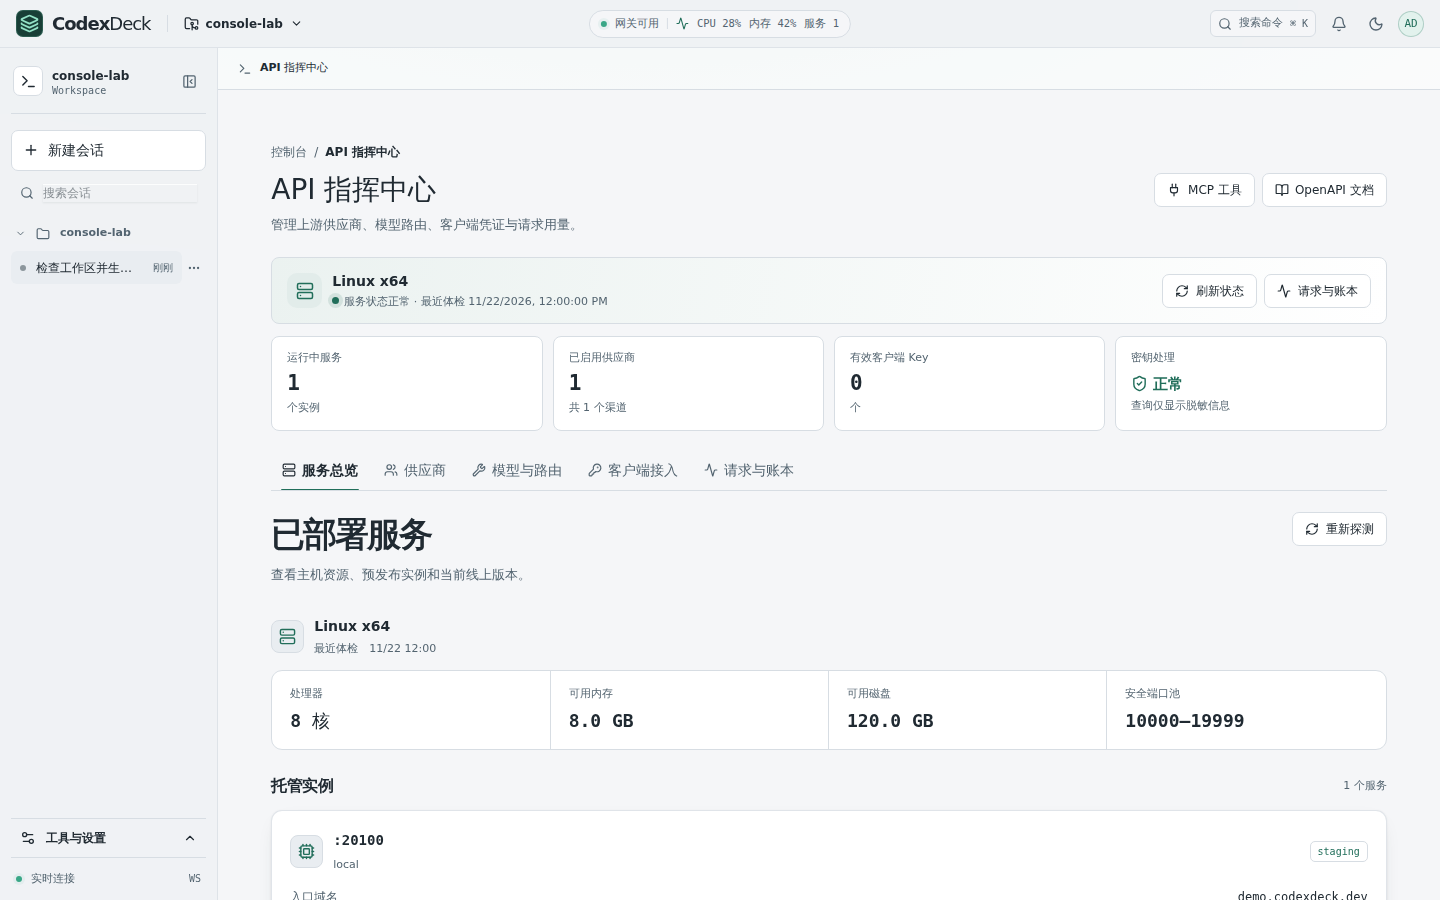 CodexDeck
console-lab
网关可用 CPU 28% 内存 42% 服务 1
搜索命令 ⌘ K
AD
console-lab
Workspace
API 指挥中心
新建会话
搜索会话
console-lab
检查工作区并生… 刚刚
控制台 / API 指挥中心
API 指挥中心
MCP 工具
OpenAPI 文档
管理上游供应商、模型路由、客户端凭证与请求用量。
Linux x64
服务状态正常 · 最近体检 11/22/2026, 12:00:00 PM
刷新状态
请求与账本
运行中服务
1
个实例
已启用供应商
1
共 1 个渠道
有效客户端 Key
0
个
密钥处理
正常
查询仅显示脱敏信息
服务总览
供应商
模型与路由
客户端接入
请求与账本
已部署服务
重新探测
查看主机资源、预发布实例和当前线上版本。
Linux x64
最近体检 11/22 12:00
处理器
8 核
可用内存
8.0 GB
可用磁盘
120.0 GB
安全端口池
10000—19999
托管实例
1 个服务
:20100
local
staging
入口域名
demo.codexdeck.dev
工具与设置
实时连接
WS